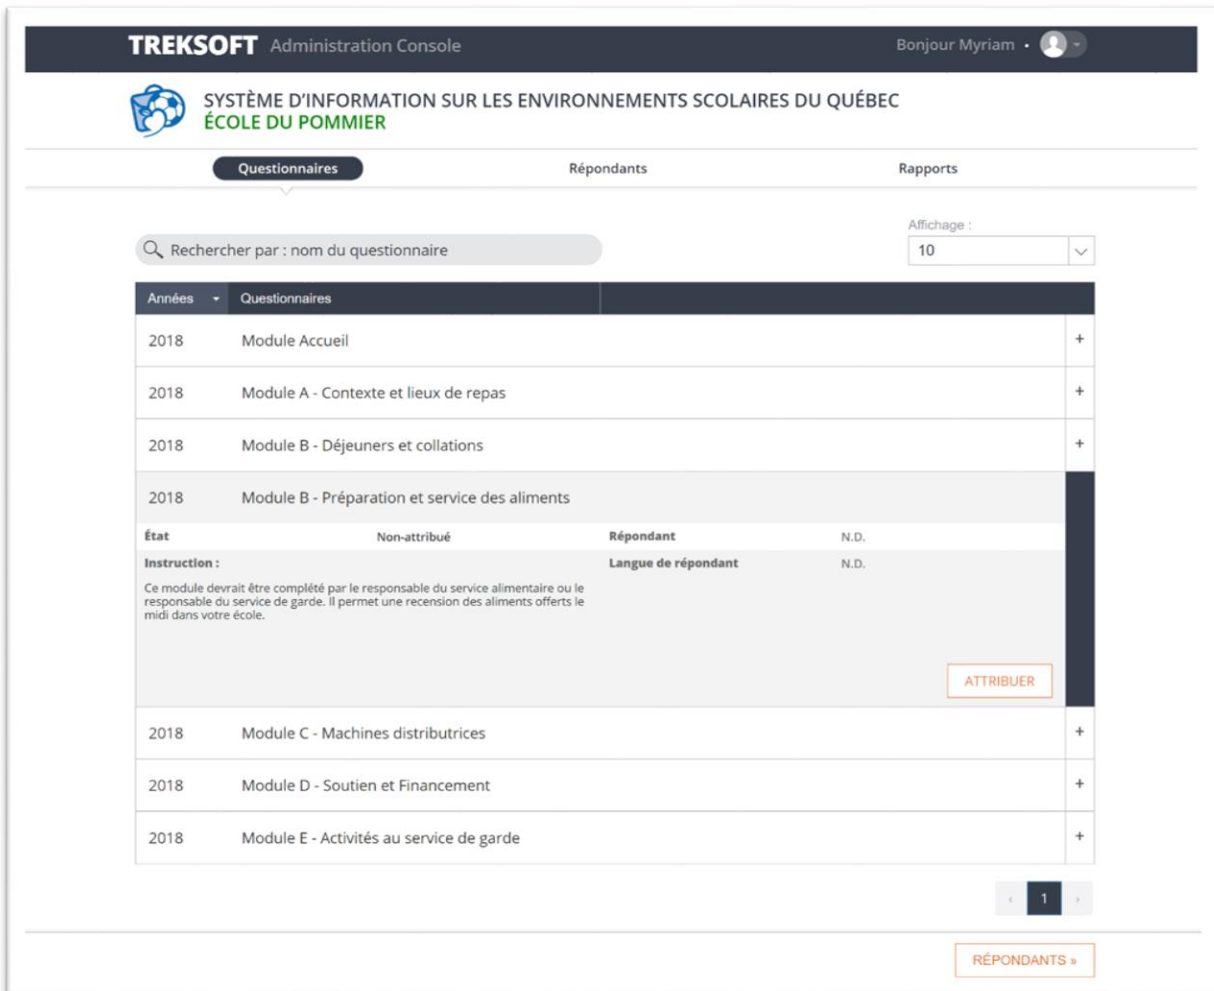 TREKSOFT Administration Console
Bonjour Myriam •
SYSTÈME D'INFORMATION SUR LES ENVIRONNEMENTS SCOLAIRES DU QUÉBEC
ÉCOLE DU POMMIER
Questionnaires Répondants Rapports
Affichage :
Rechercher par : nom du questionnaire
10
Années Questionnaires
2018 Module Accueil +
2018 Module A - Contexte et lieux de repas +
2018 Module B - Déjeuners et collations +
2018 Module B - Préparation et service des aliments
État Non-attribué Répondant N.D.
Instruction : Langue de répondant N.D.
Ce module devrait être complété par le responsable du service alimentaire ou le
responsable du service de garde. Il permet une recension des aliments offerts le
midi dans votre école.
ATTRIBUER
2018 Module C - Machines distributrices +
2018 Module D - Soutien et Financement +
2018 Module E - Activités au service de garde +
‹ 1 ›
RÉPONDANTS »